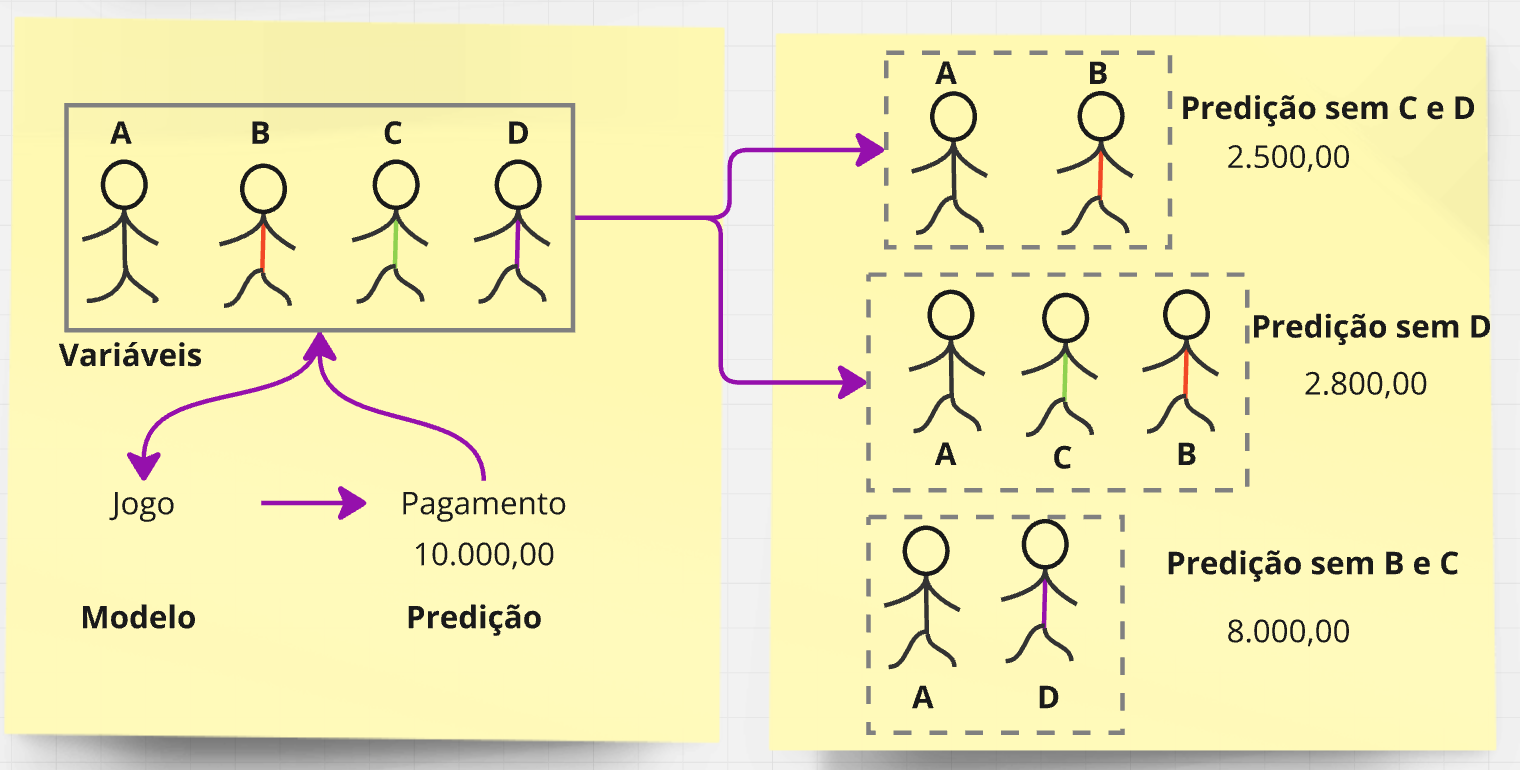 A B C D
Variáveis
Jogo
Pagamento
10.000,00
Modelo
Predição
A B
Predição sem C e D
2.500,00
Predição sem D
2.800,00
A C B
Predição sem B e C
8.000,00
A D